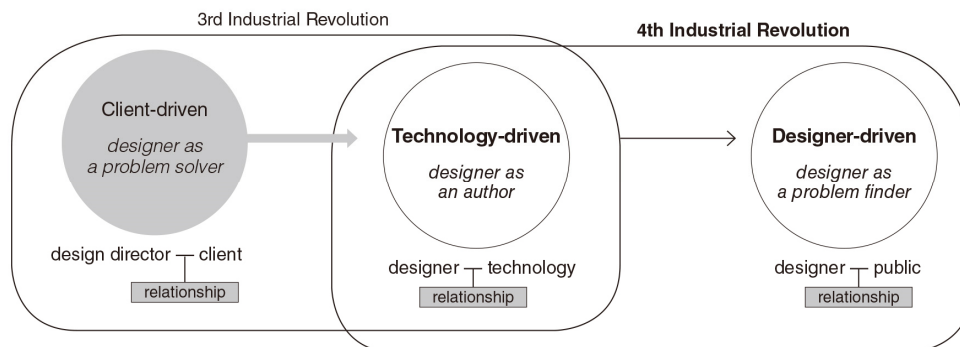 3rd Industrial Revolution
4th Industrial Revolution
Client-driven
designer as
a problem solver
design director
client
relationship
Technology-driven
designer as
an author
designer
technology
relationship
Designer-driven
designer as
a problem finder
designer
public
relationship